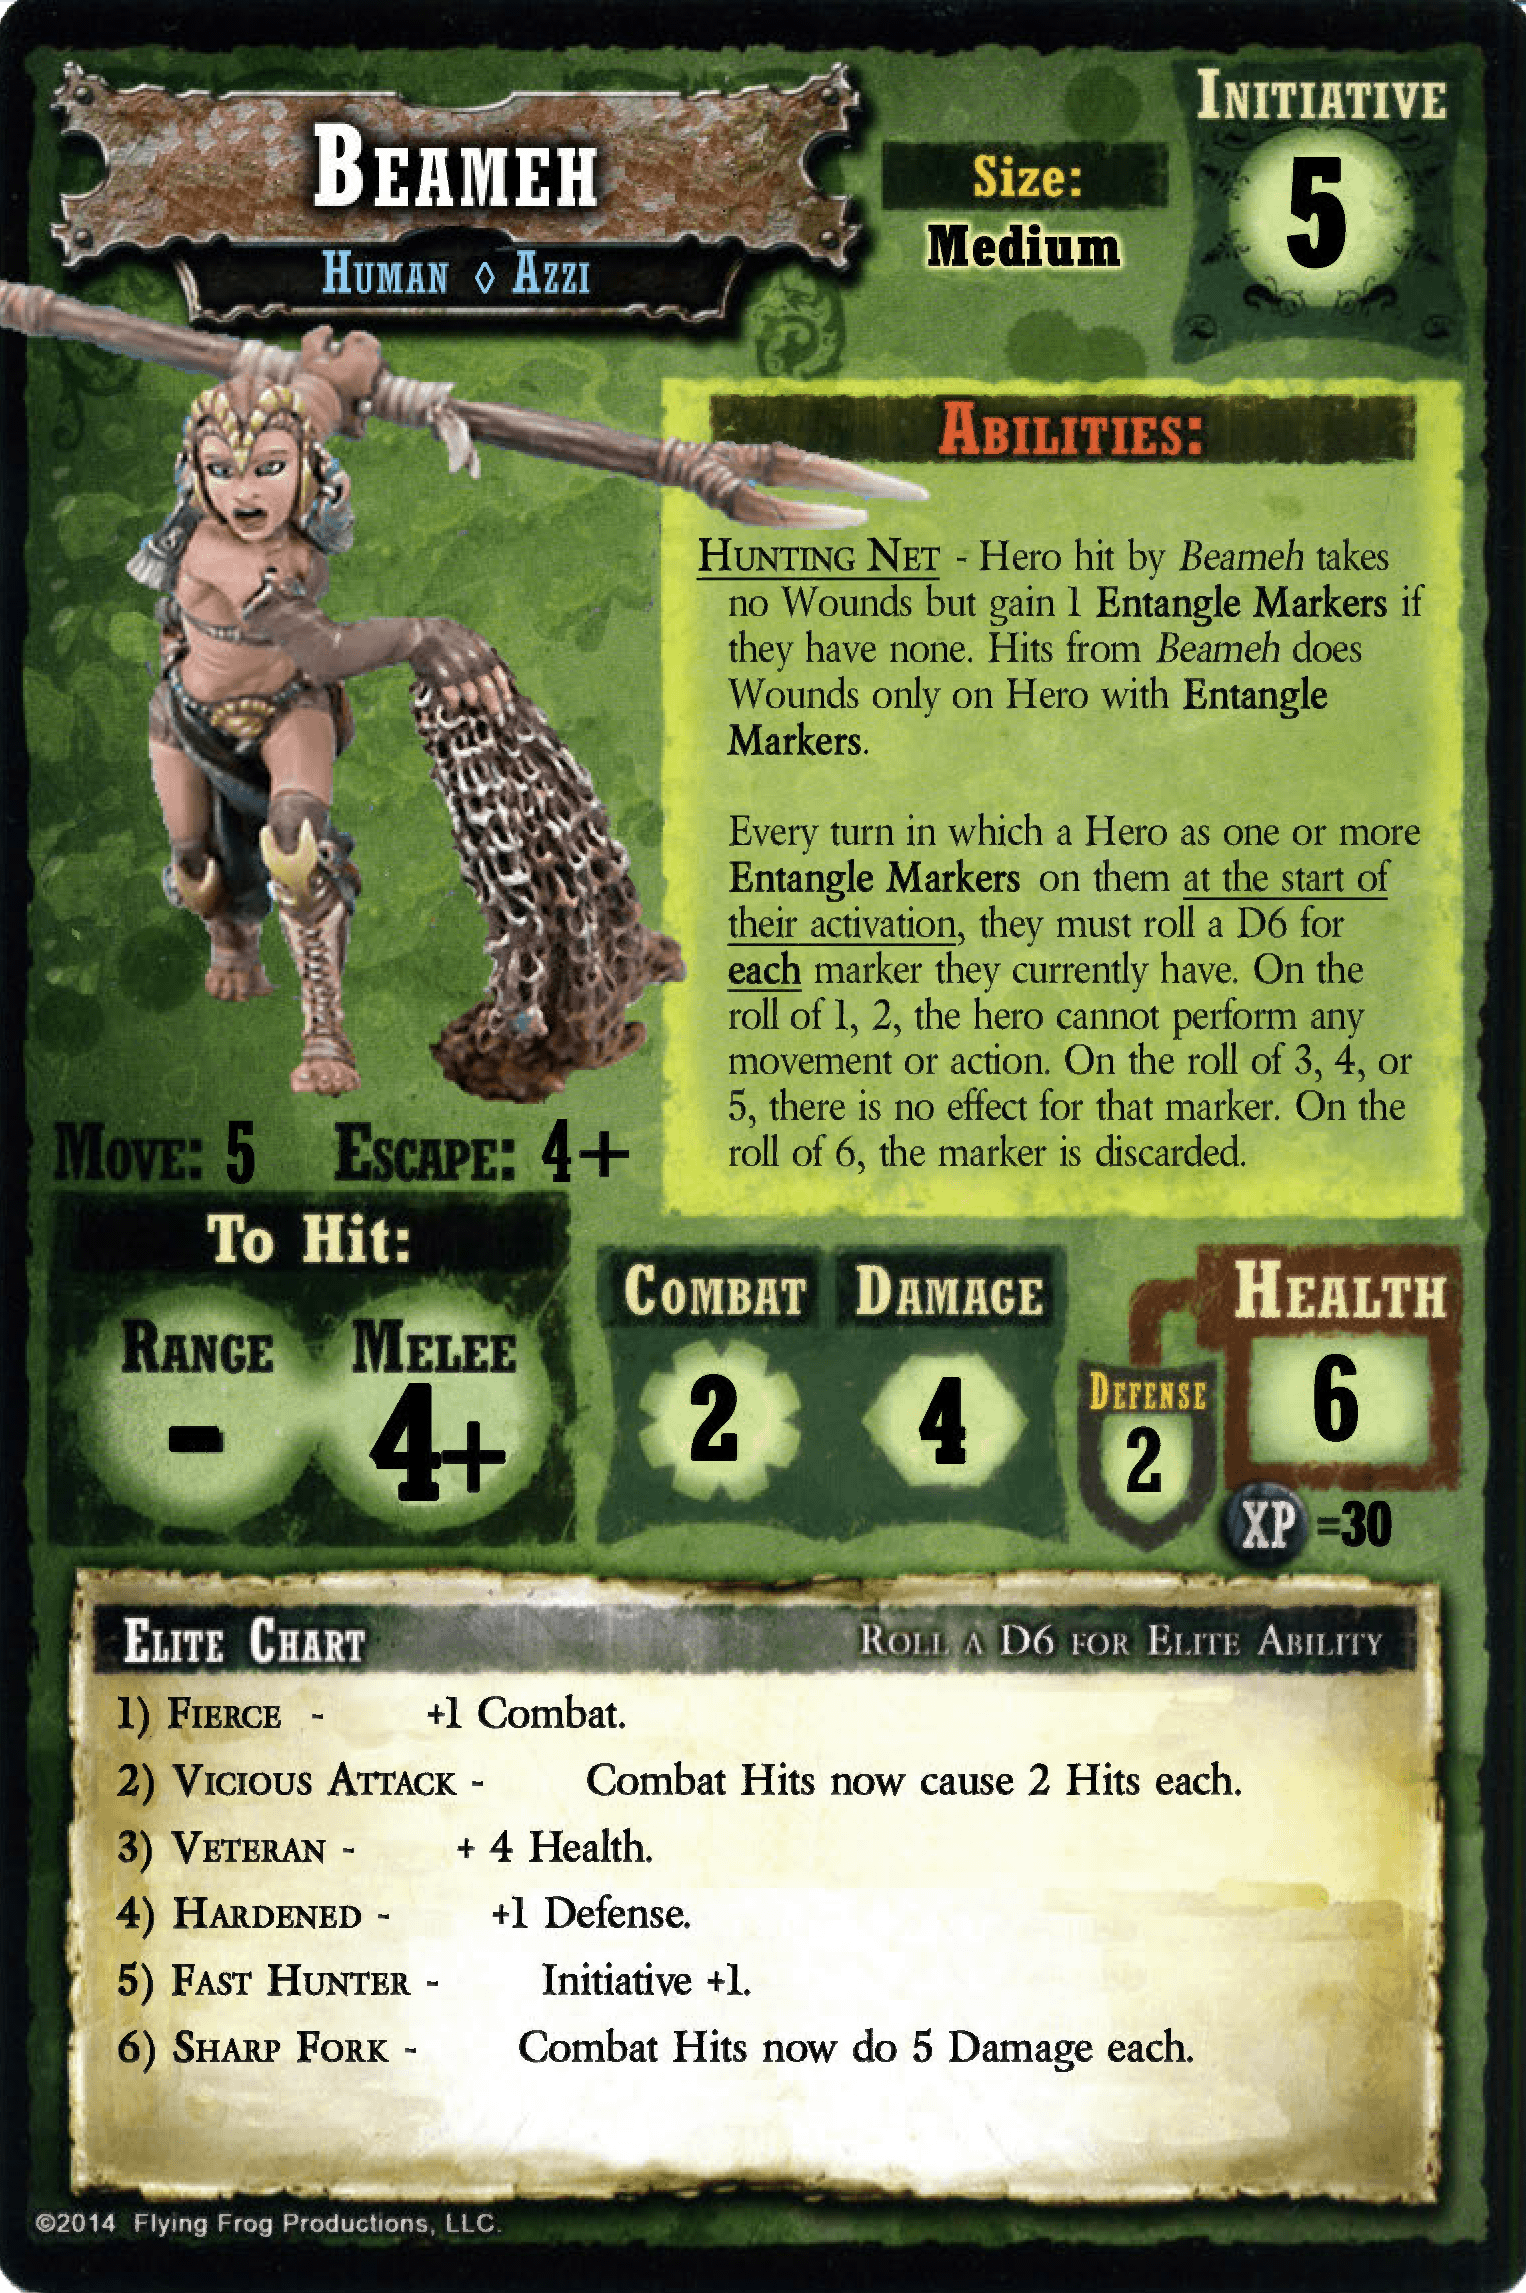 BEAMEH
HUMAN ◊ AZZI
Size:
Medium
INITIATIVE
5
ABILITIES:
HUNTING NET - Hero hit by Beameh takes
no Wounds but gain 1 Entangle Markers if
they have none. Hits from Beameh does
Wounds only on Hero with Entangle
Markers.
Every turn in which a Hero as one or more
Entangle Markers on them at the start of
their activation, they must roll a D6 for
each marker they currently have. On the
roll of 1, 2, the hero cannot perform any
movement or action. On the roll of 3, 4, or
5, there is no effect for that marker. On the
roll of 6, the marker is discarded.
MOVE: 5 ESCAPE: 4+
To Hit:
RANGE MELEE
- 4+
COMBAT DAMAGE
2 4
DEFENSE
2
HEALTH
6
XP =30
ELITE CHART ROLL A D6 FOR ELITE ABILITY
1) FIERCE - +1 Combat.
2) VICIOUS ATTACK - Combat Hits now cause 2 Hits each.
3) VETERAN - + 4 Health.
4) HARDENED - +1 Defense.
5) FAST HUNTER - Initiative +1.
6) SHARP FORK - Combat Hits now do 5 Damage each.
©2014 Flying Frog Productions, LLC.